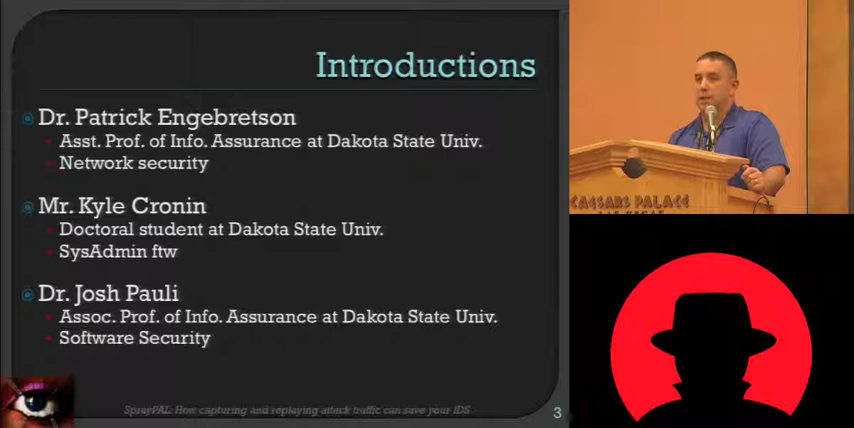 Introductions
Dr. Patrick Engebretson
Asst. Prof. of Info. Assurance at Dakota State Univ.
Network security
Mr. Kyle Cronin
Doctoral student at Dakota State Univ.
SysAdmin ftw
Dr. Josh Pauli
Assoc. Prof. of Info. Assurance at Dakota State Univ.
Software Security
SprayPAL: How capturing and replaying attack traffic can save your IDS
3
CAESARS PALACE
LAS VEGAS